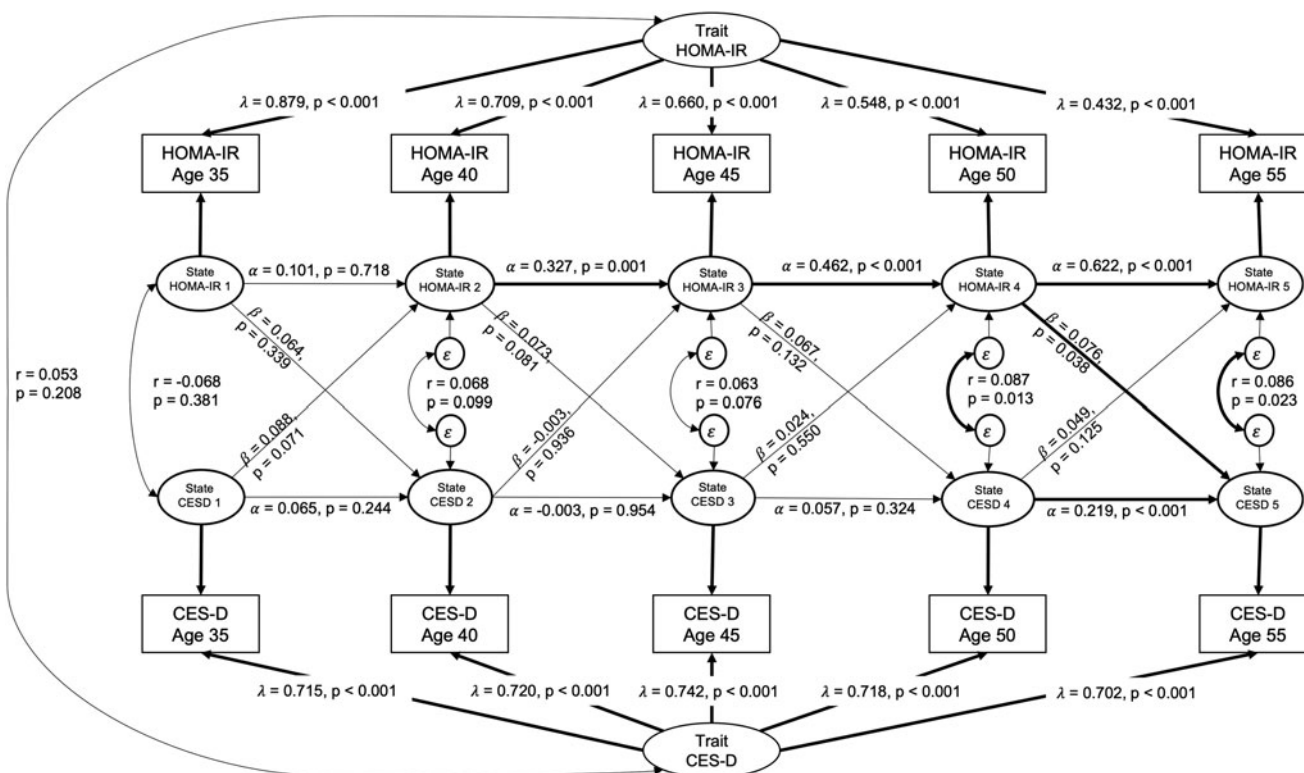 Trait
HOMA-IR
λ = 0.879, p < 0.001
λ = 0.709, p < 0.001
λ = 0.660, p < 0.001
λ = 0.548, p < 0.001
λ = 0.432, p < 0.001
HOMA-IR
Age 35
HOMA-IR
Age 40
HOMA-IR
Age 45
HOMA-IR
Age 50
HOMA-IR
Age 55
State
HOMA-IR 1
α = 0.101, p = 0.718
State
HOMA-IR 2
α = 0.327, p = 0.001
State
HOMA-IR 3
α = 0.462, p < 0.001
State
HOMA-IR 4
α = 0.622, p < 0.001
State
HOMA-IR 5
β = 0.064,
p = 0.339
β = 0.073,
p = 0.081
β = 0.067,
p = 0.132
β = 0.076,
p = 0.038
r = 0.053
p = 0.208
r = -0.068
p = 0.381
ε
r = 0.068
p = 0.099
ε
ε
r = 0.063
p = 0.076
ε
ε
r = 0.087
p = 0.013
ε
ε
r = 0.086
p = 0.023
ε
β = 0.088,
p = 0.071
β = -0.003,
p = 0.936
β = 0.024,
p = 0.550
β = 0.049,
p = 0.125
State
CESD 1
α = 0.065, p = 0.244
State
CESD 2
α = -0.003, p = 0.954
State
CESD 3
α = 0.057, p = 0.324
State
CESD 4
α = 0.219, p < 0.001
State
CESD 5
CES-D
Age 35
CES-D
Age 40
CES-D
Age 45
CES-D
Age 50
CES-D
Age 55
λ = 0.715, p < 0.001
λ = 0.720, p < 0.001
λ = 0.742, p < 0.001
λ = 0.718, p < 0.001
λ = 0.702, p < 0.001
Trait
CES-D